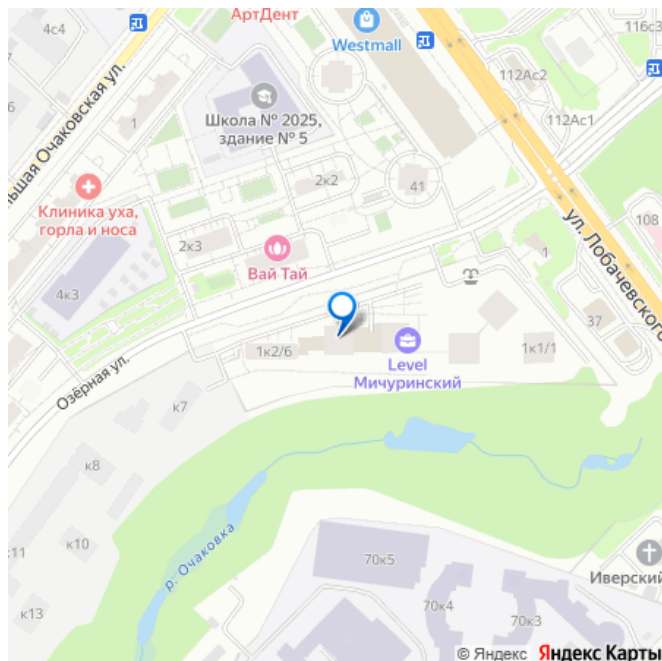 4с4
АртДент
116с3
Westmall
112Ас2
112Ас1
1
Школа № 2025,
здание № 5
2к2
41
льшая Очаковская ул.
Клиника уха,
горла и носа
108
ул. Лобачевского
2к3
Вай Тай
1
4к3
37
1к2/6
Level
Мичуринский
1к1/1
Озёрная ул.
к7
к8
р. Очаковка
к10
к11
70к5
Иверский
70к4
70к3
к13
© Яндекс Яндекс Карты